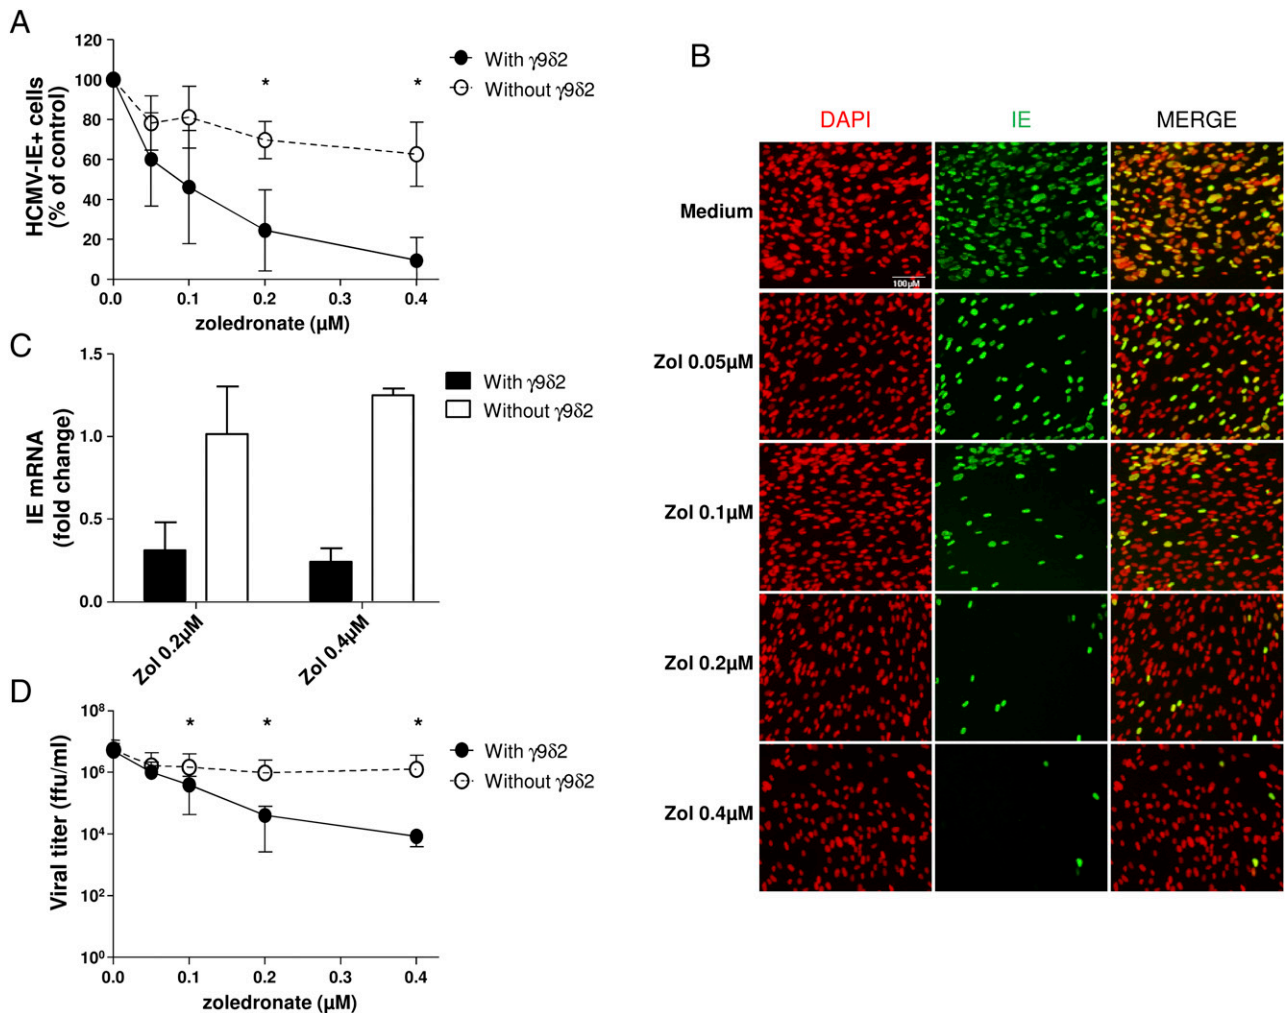 A
120
100
80
60
40
20
0
HCMV-IE+ cells
(% of control)
* *
0.0 0.1 0.2 0.3 0.4
zoledronate (µM)
With γ9δ2
Without γ9δ2
B
DAPI IE MERGE
Medium
100µM
Zol 0.05µM
Zol 0.1µM
Zol 0.2µM
Zol 0.4µM
C
1.5
1.0
0.5
0.0
IE mRNA
(fold change)
Zol 0.2µM Zol 0.4µM
With γ9δ2
Without γ9δ2
D
10⁸
10⁶
10⁴
10²
10⁰
Viral titer (ffu/ml)
* * *
0.0 0.1 0.2 0.3 0.4
zoledronate (µM)
With γ9δ2
Without γ9δ2